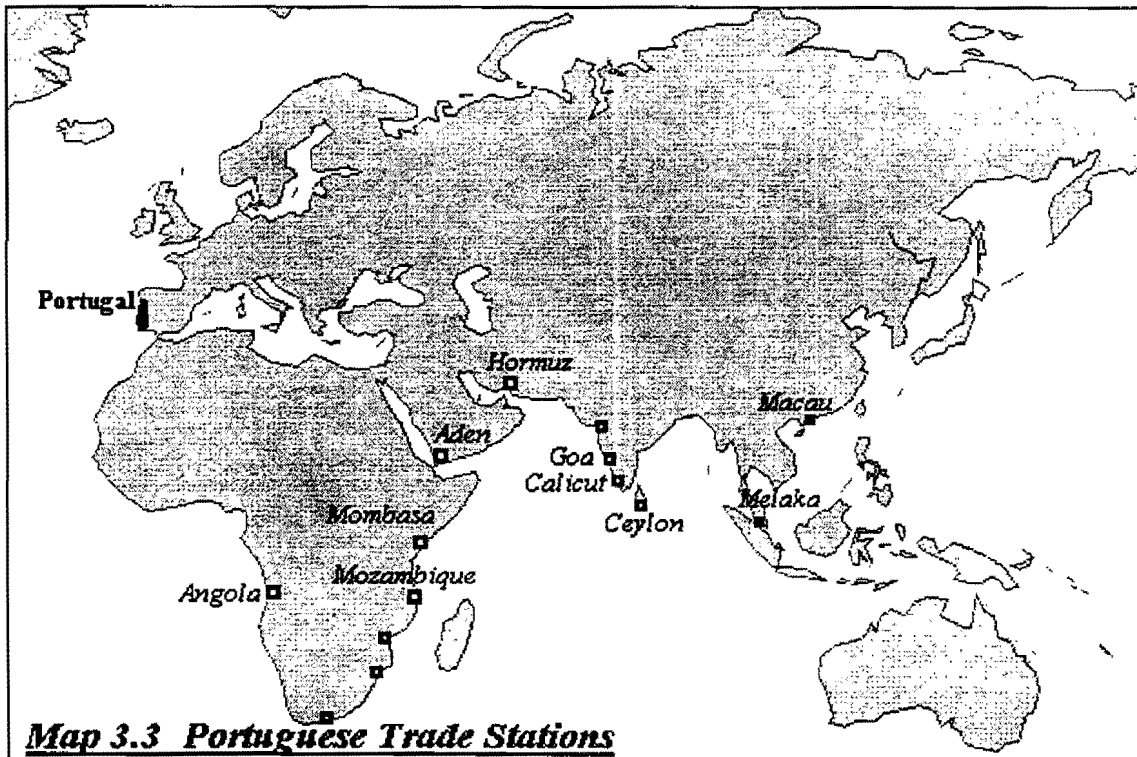 Portugal
Hormuz
Macau
Aden
Goa
Calicut
Melaka
Ceylon
Mombasa
Mozambique
Angola
Map 3.3 Portuguese Trade Stations